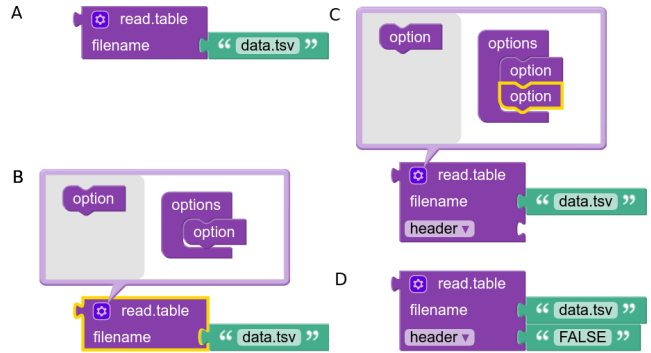 A
read.table
filename “ data.tsv ”
B
option
options
option
read.table
filename “ data.tsv ”
C
option
options
option
option
read.table
filename “ data.tsv ”
header ▾
D
read.table
filename “ data.tsv ”
header ▾ “ FALSE ”